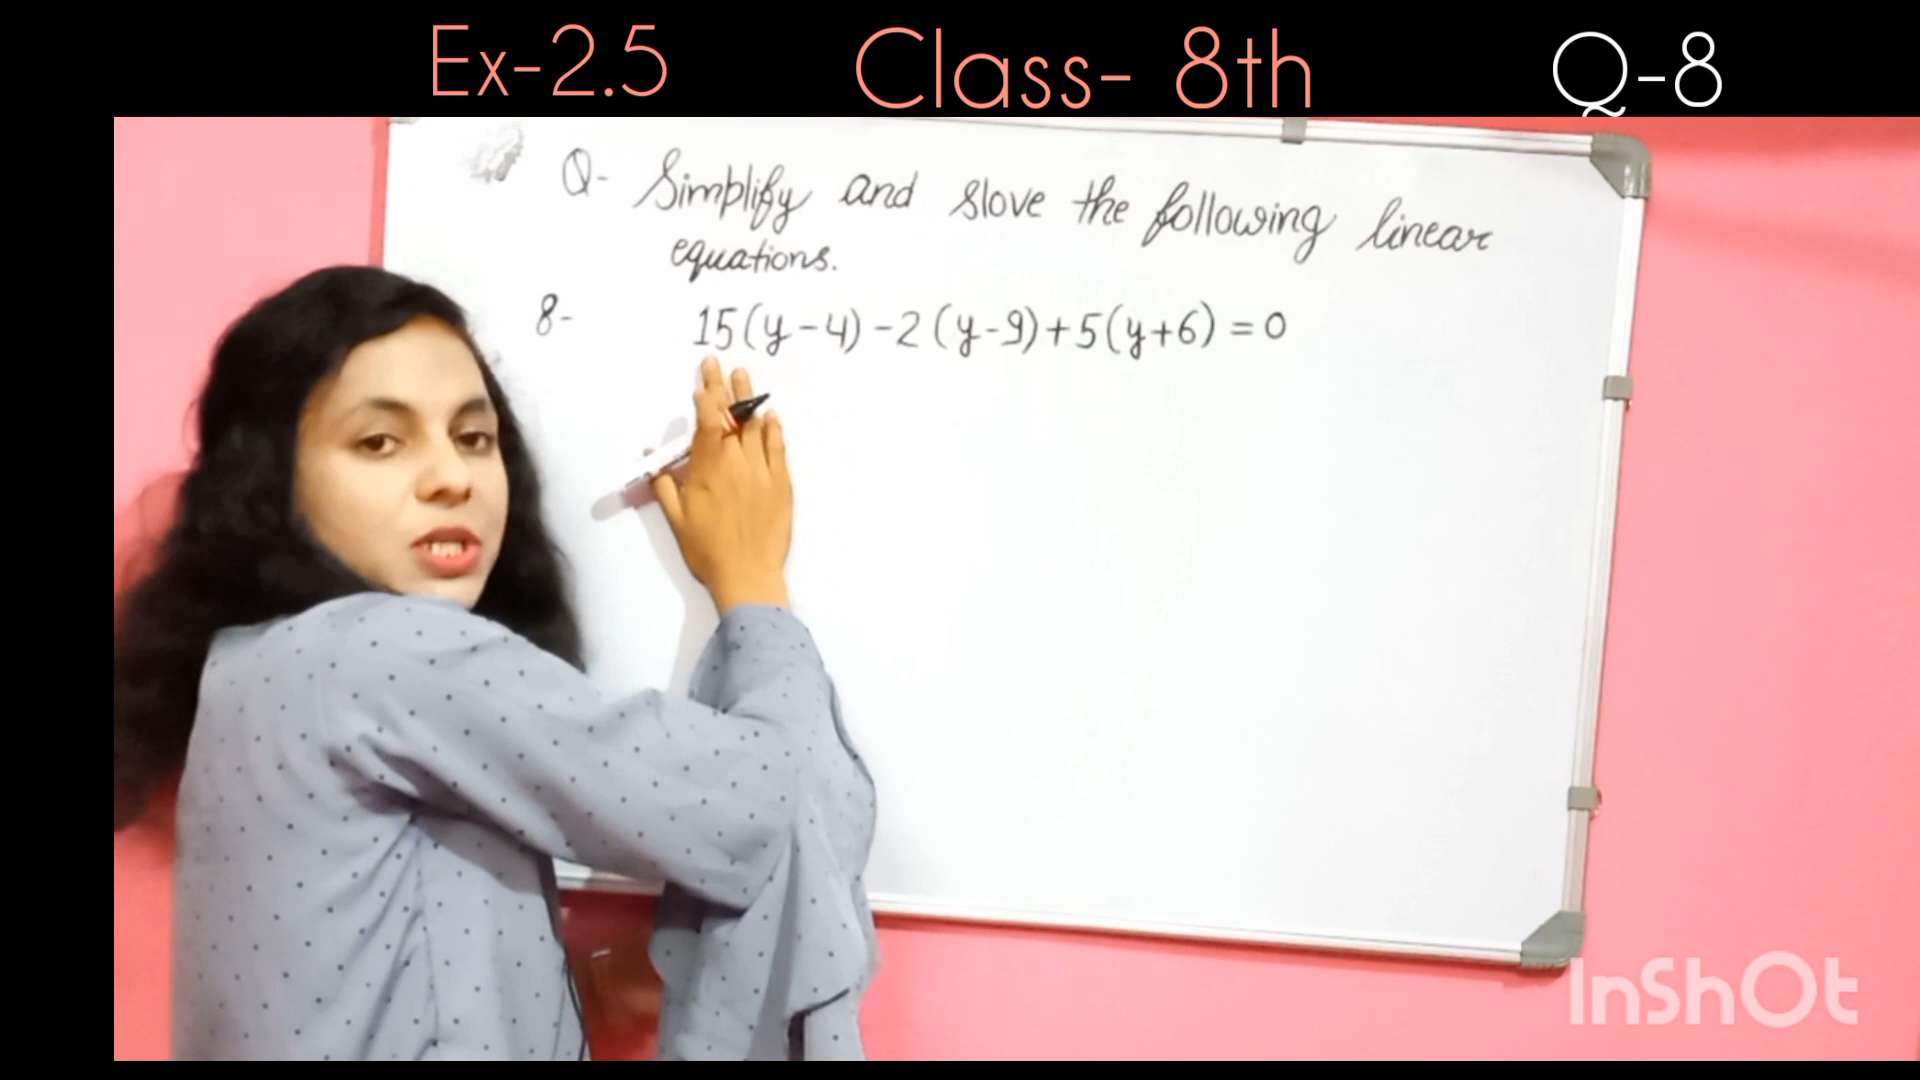 Ex-2.5 Class- 8th Q-8
Q- Simplify and slove the following linear
equations.
8- 15(y-4)-2(y-9)+5(y+6)=0
InShOt